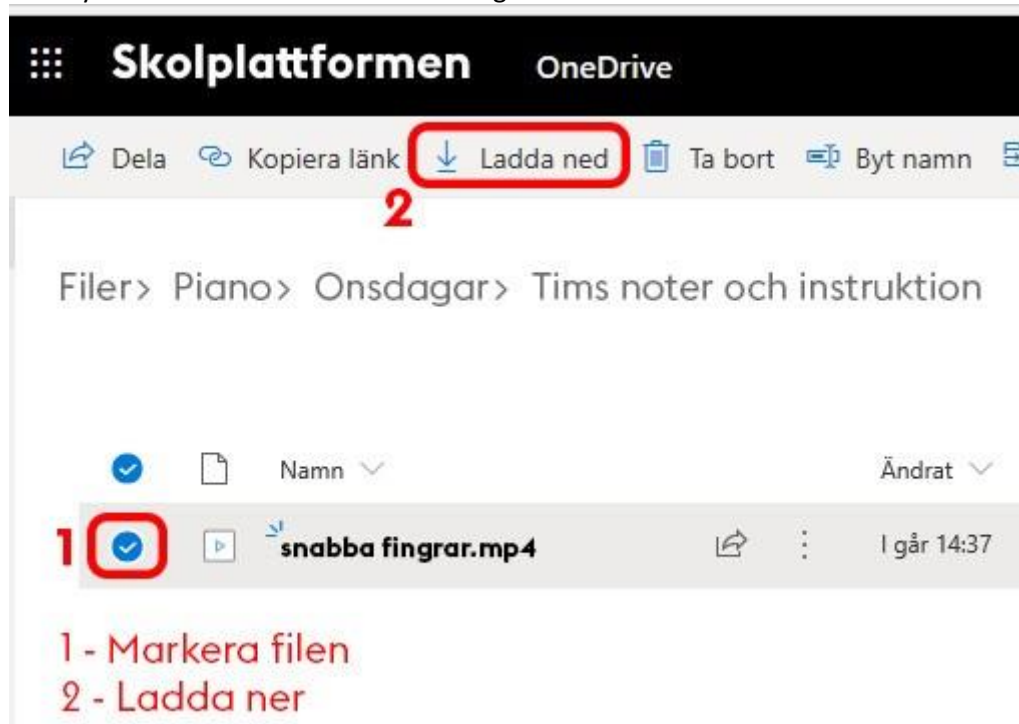 Skolplattformen OneDrive
Dela Kopiera länk Ladda ned Ta bort Byt namn
2
Filer> Piano> Onsdagar> Tims noter och instruktion
Namn Ändrat
1 snabba fingrar.mp4 I går 14:37
1 - Markera filen
2 - Ladda ner